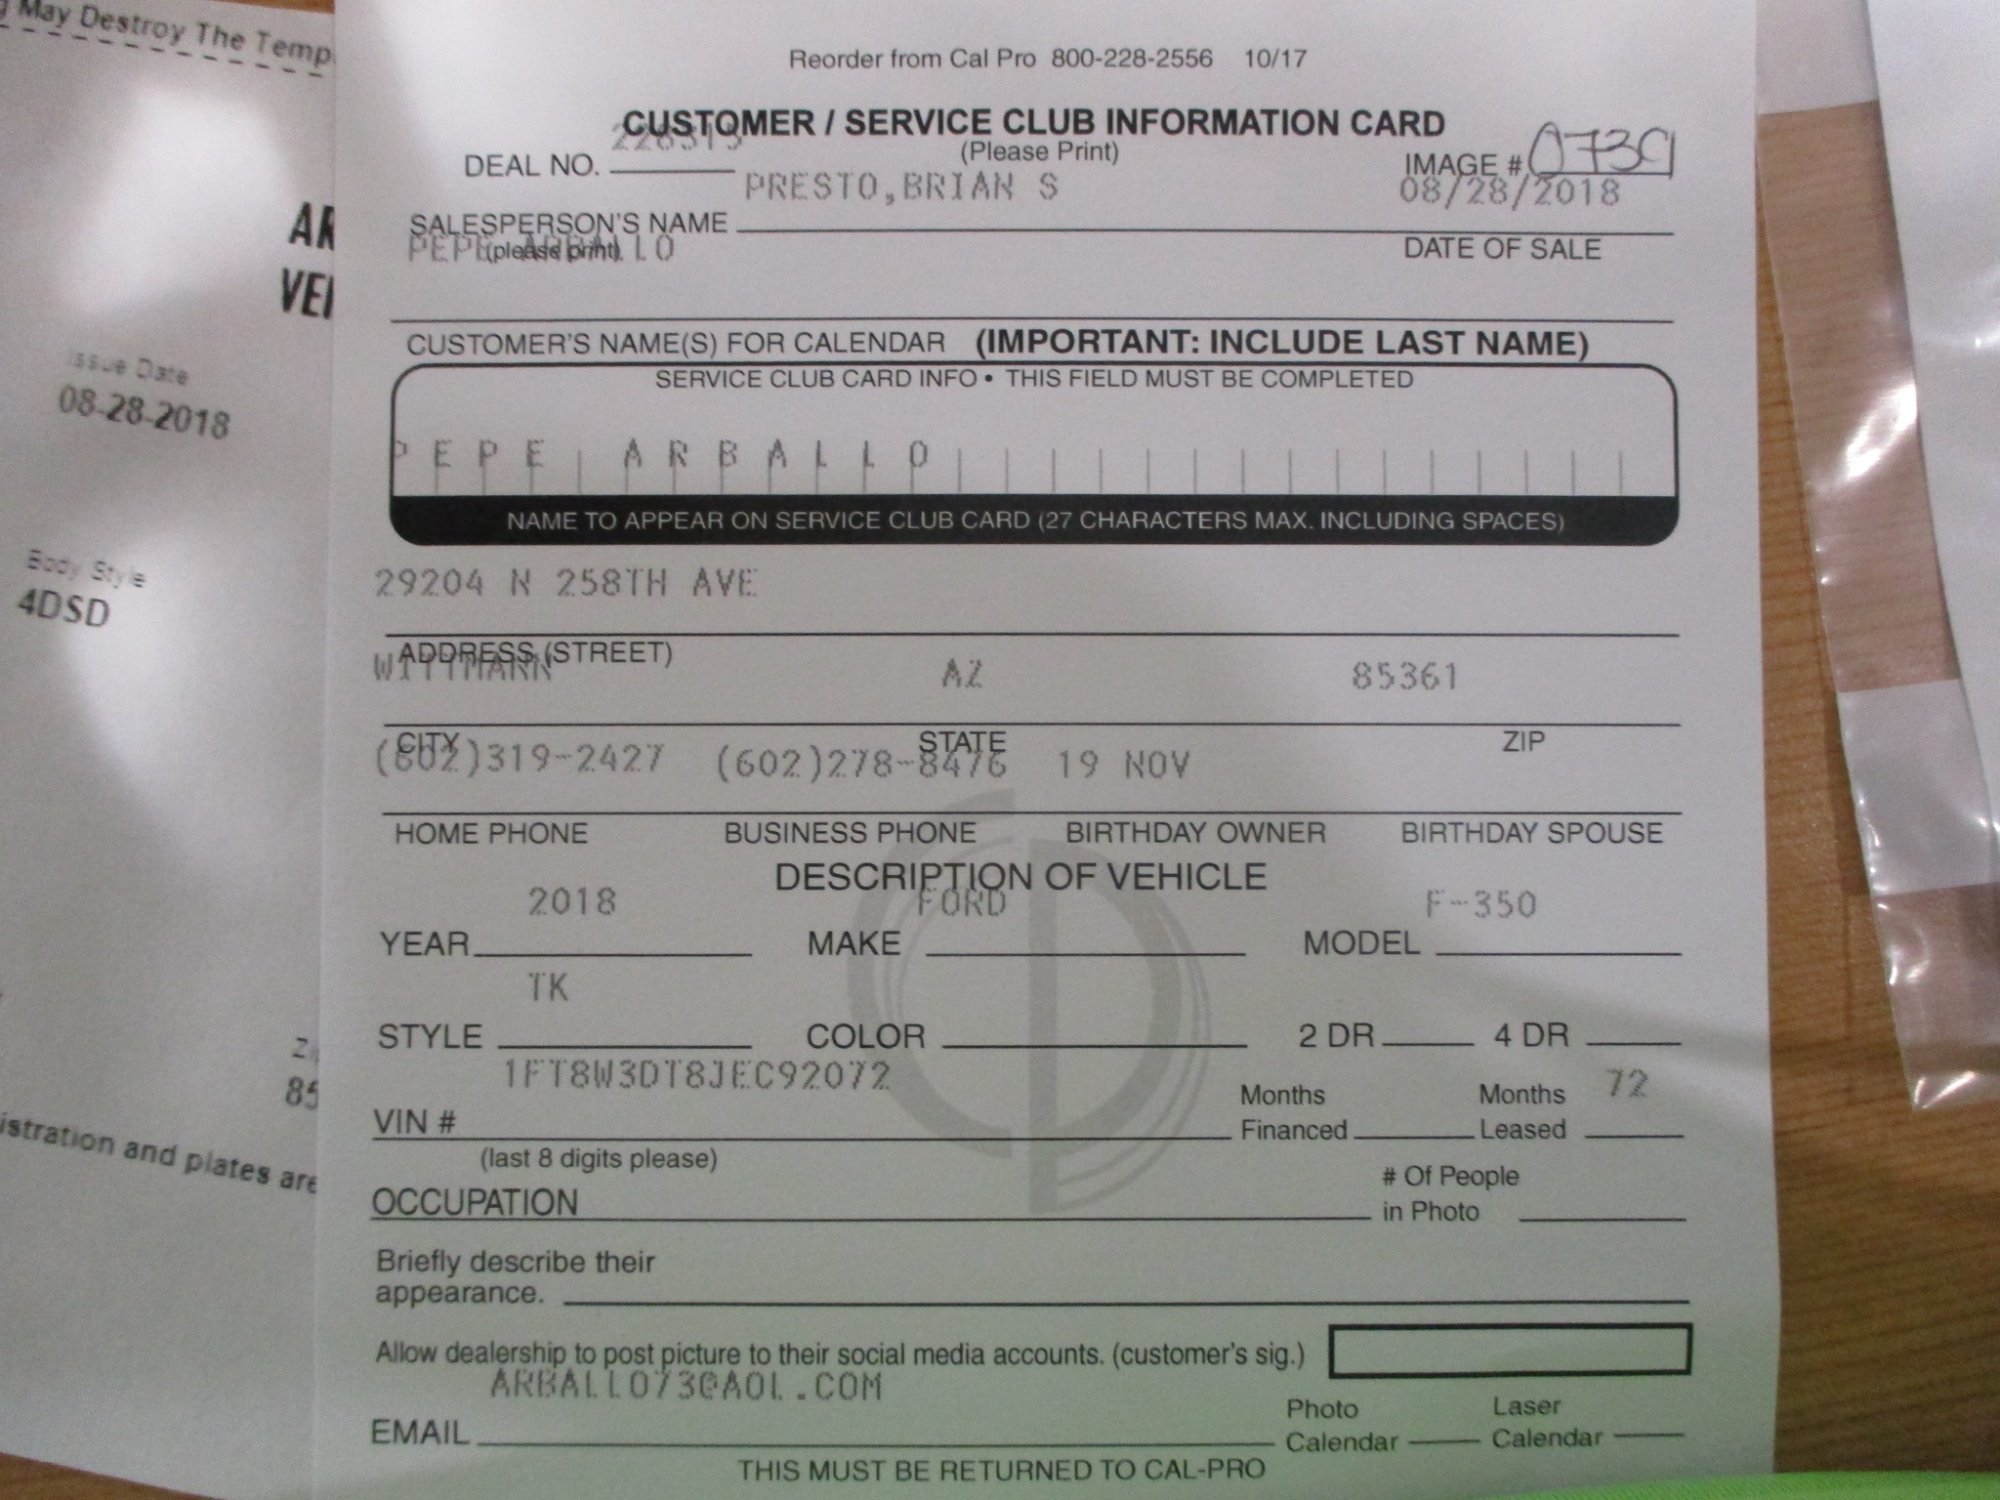 May Destroy The Temp
AR
VEI
Issue Date
08-28-2018
Body Style
4DSD
85
istration and plates are
Reorder from Cal Pro 800-228-2556 10/17
CUSTOMER / SERVICE CLUB INFORMATION CARD
(Please Print)
DEAL NO.
IMAGE #
PRESTO,BRIAN S 08/28/2018
SALESPERSON'S NAME
(please print)
DATE OF SALE
PEPE ARBALLO
CUSTOMER'S NAME(S) FOR CALENDAR (IMPORTANT: INCLUDE LAST NAME)
SERVICE CLUB CARD INFO • THIS FIELD MUST BE COMPLETED
PEPE ARBALLO
NAME TO APPEAR ON SERVICE CLUB CARD (27 CHARACTERS MAX. INCLUDING SPACES)
29204 N 258TH AVE
ADDRESS (STREET)
WITTMANN AZ 85361
CITY STATE ZIP
(602)319-2427 (602)278-8476 19 NOV
HOME PHONE BUSINESS PHONE BIRTHDAY OWNER BIRTHDAY SPOUSE
DESCRIPTION OF VEHICLE
2018 FORD F-350
YEAR MAKE MODEL
TK
STYLE COLOR 2 DR 4 DR
1FT8W3DT8JEC92072
VIN #
(last 8 digits please)
Months Financed
Months Leased 72
OCCUPATION
# Of People
in Photo
Briefly describe their
appearance.
Allow dealership to post picture to their social media accounts. (customer's sig.)
ARBALLO73@AOL.COM
EMAIL
Photo Calendar
Laser Calendar
THIS MUST BE RETURNED TO CAL-PRO